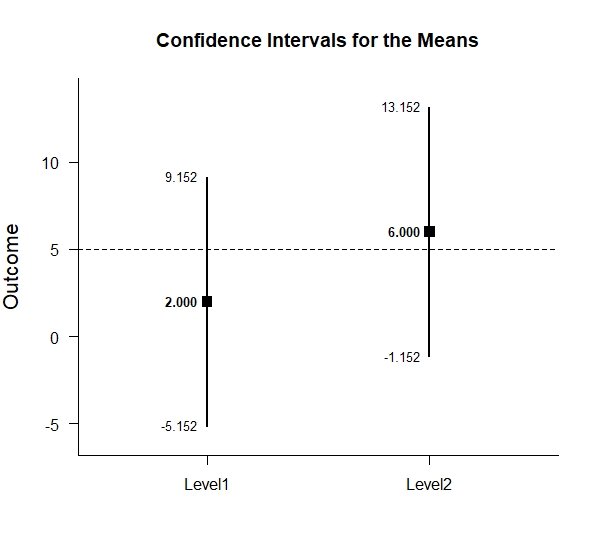 Confidence Intervals for the Means
Outcome
10
5
0
-5
9.152
2.000
-5.152
13.152
6.000
-1.152
Level1
Level2